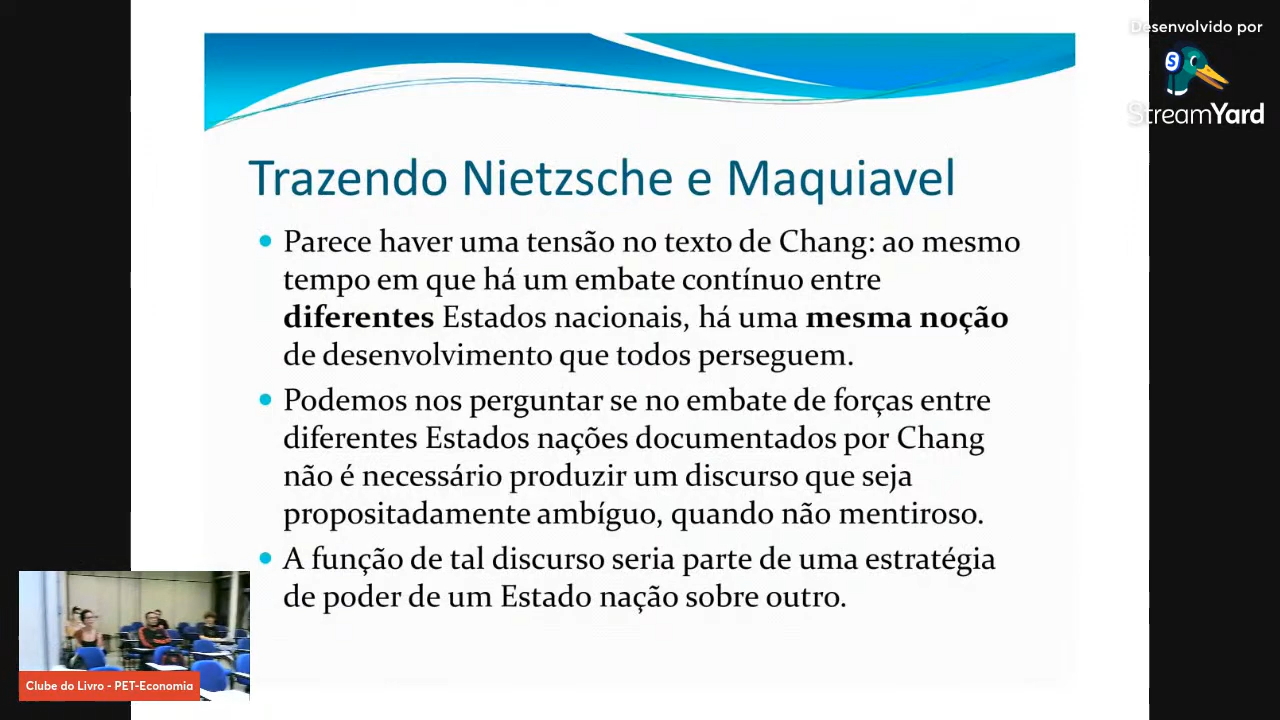 Desenvolvido por
StreamYard
Trazendo Nietzsche e Maquiavel
Parece haver uma tensão no texto de Chang: ao mesmo
tempo em que há um embate contínuo entre
diferentes Estados nacionais, há uma mesma noção
de desenvolvimento que todos perseguem.
Podemos nos perguntar se no embate de forças entre
diferentes Estados nações documentados por Chang
não é necessário produzir um discurso que seja
propositadamente ambíguo, quando não mentiroso.
A função de tal discurso seria parte de uma estratégia
de poder de um Estado nação sobre outro.
Clube do Livro - PET-Economia